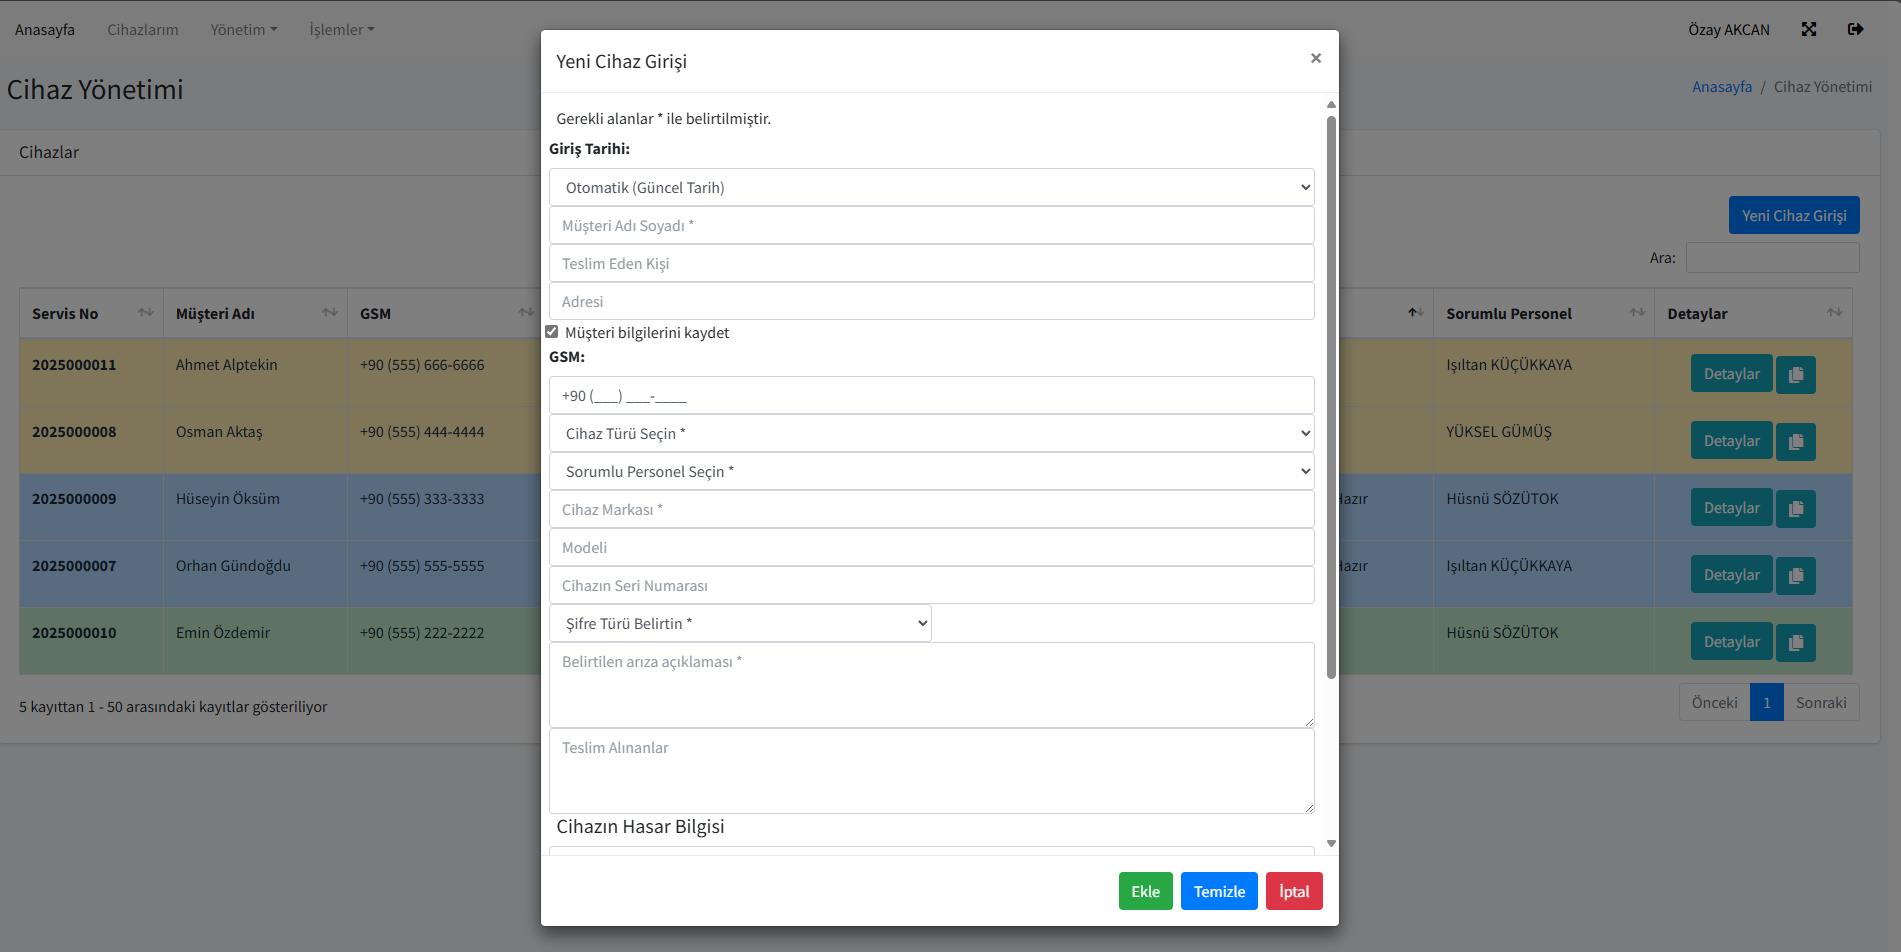 Anasayfa Cihazlarım Yönetim İşlemler Özay AKCAN
Cihaz Yönetimi
Anasayfa / Cihaz Yönetimi
Cihazlar
Yeni Cihaz Girişi
Ara:
Servis No Müşteri Adı GSM Sorumlu Personel Detaylar
2025000011 Ahmet Alptekin +90 (555) 666-6666 Işıltan KÜÇÜKKAYA Detaylar
2025000008 Osman Aktaş +90 (555) 444-4444 YÜKSEL GÜMÜŞ Detaylar
2025000009 Hüseyin Öksüm +90 (555) 333-3333 Hüsnü SÖZÜTOK Detaylar
2025000007 Orhan Gündoğdu +90 (555) 555-5555 Işıltan KÜÇÜKKAYA Detaylar
2025000010 Emin Özdemir +90 (555) 222-2222 Hüsnü SÖZÜTOK Detaylar
5 kayıttan 1 - 50 arasındaki kayıtlar gösteriliyor
Önceki 1 Sonraki
Yeni Cihaz Girişi ×
Gerekli alanlar * ile belirtilmiştir.
Giriş Tarihi:
Otomatik (Güncel Tarih)
Müşteri Adı Soyadı *
Teslim Eden Kişi
Adresi
Müşteri bilgilerini kaydet
GSM:
+90 (___) ___-____
Cihaz Türü Seçin *
Sorumlu Personel Seçin *
Cihaz Markası *
Modeli
Cihazın Seri Numarası
Şifre Türü Belirtin *
Belirtilen arıza açıklaması *
Teslim Alınanlar
Cihazın Hasar Bilgisi
Ekle Temizle İptal